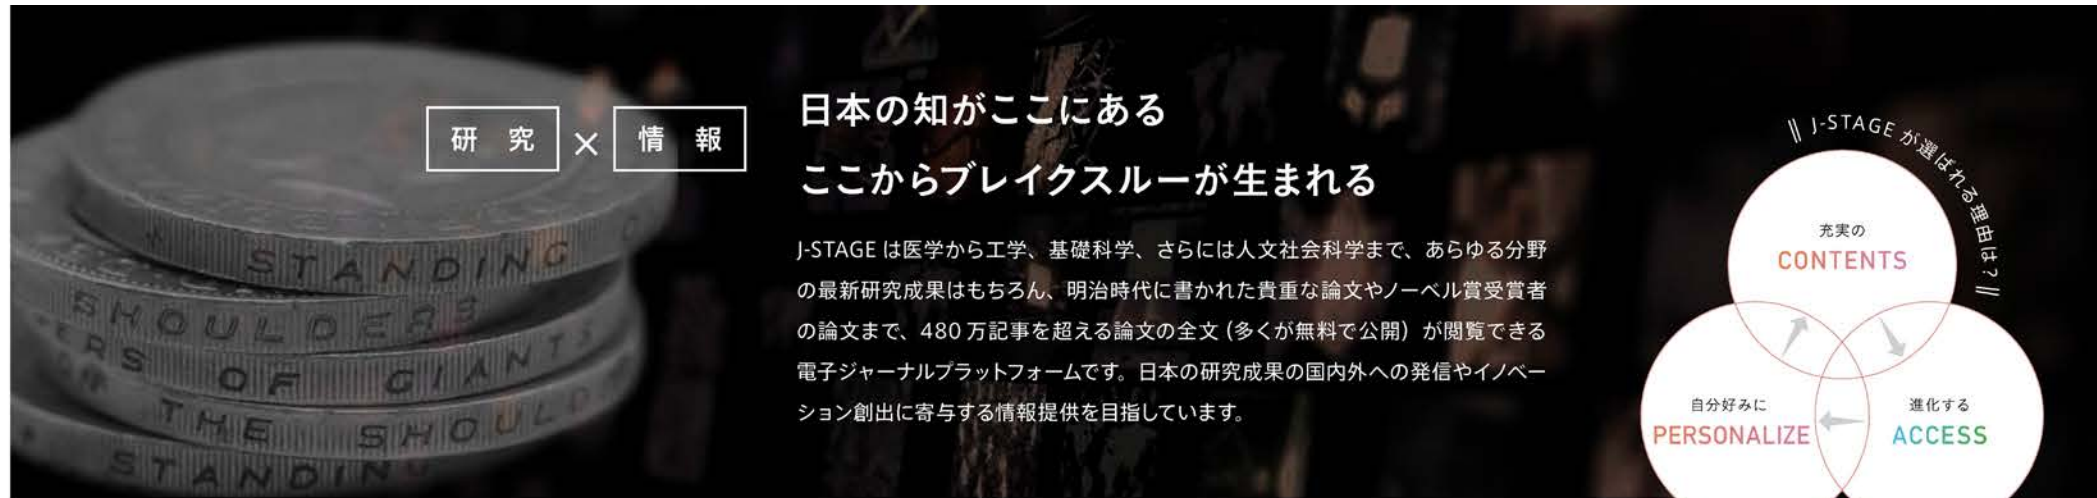 研究×情報
日本の知がここにある
ここからブレイクスルーが生まれる
J-STAGE は医学から工学、基礎科学、さらには人文社会科学まで、あらゆる分野
の最新研究成果はもちろん、明治時代に書かれた貴重な論文やノーベル賞受賞者
の論文まで、480 万記事を超える論文の全文（多くが無料で公開）が閲覧できる
電子ジャーナルプラットフォームです。日本の研究成果の国内外への発信やイノベー
ション創出に寄与する情報提供を目指しています。
J-STAGE が選ばれる理由は？
充実の
CONTENTS
自分好みに
PERSONALIZE
進化する
ACCESS
STANDING
SHOULDERS
OF GIANTS
THE SHOULD
STANDIN